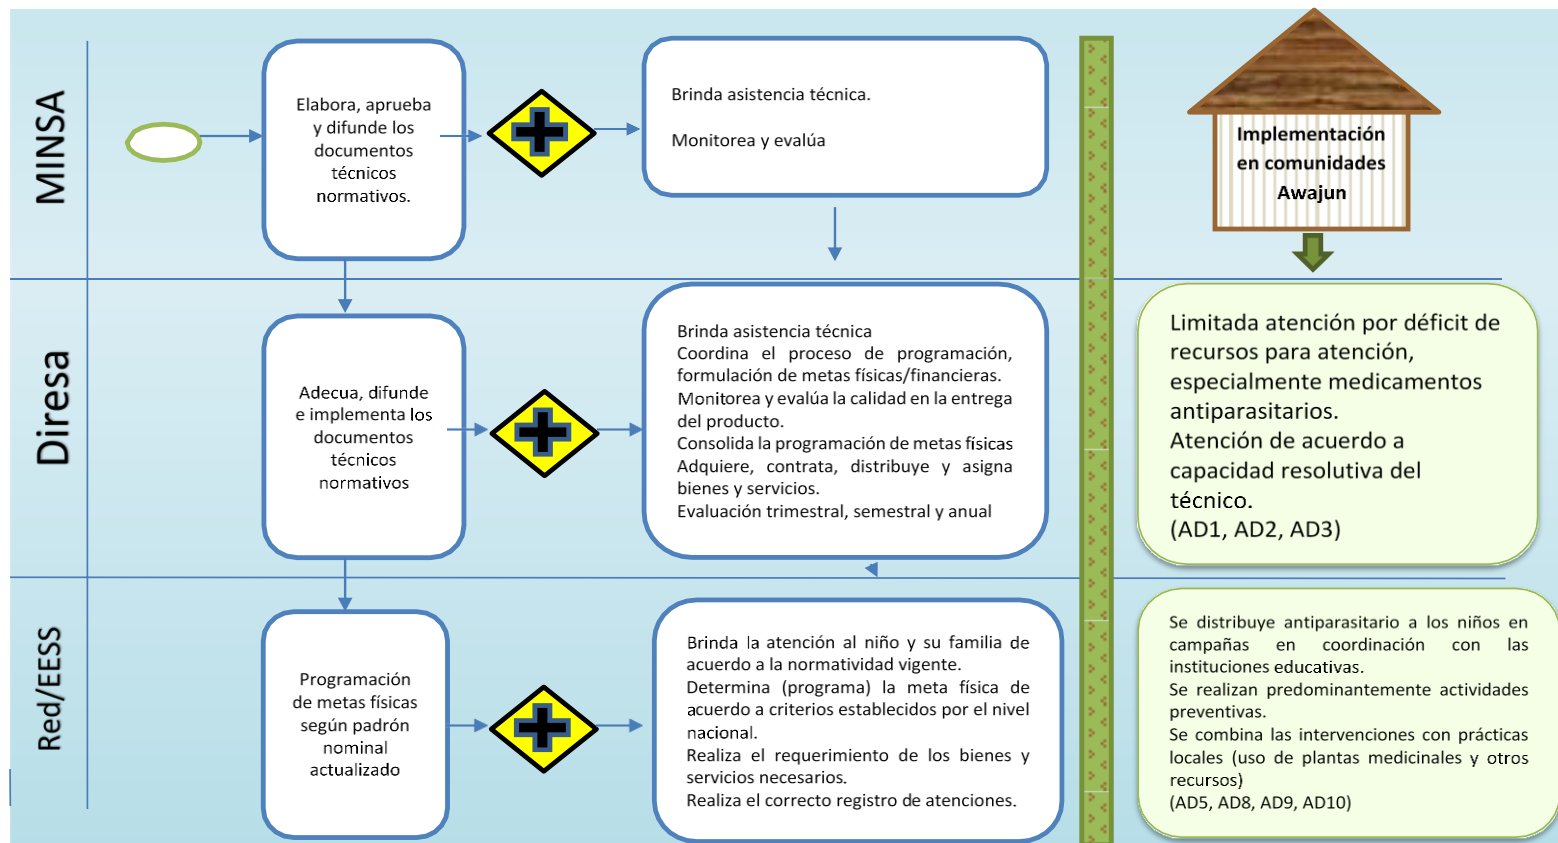 MINSA
Elabora, aprueba
y difunde los
documentos
técnicos
normativos.
Brinda asistencia técnica.
Monitorea y evalúa
Implementación
en comunidades
Awajun
Diresa
Adecua, difunde
e implementa los
documentos
técnicos
normativos
Brinda asistencia técnica
Coordina el proceso de programación,
formulación de metas físicas/financieras.
Monitorea y evalúa la calidad en la entrega
del producto.
Consolida la programación de metas físicas
Adquiere, contrata, distribuye y asigna
bienes y servicios.
Evaluación trimestral, semestral y anual
Limitada atención por déficit de
recursos para atención,
especialmente medicamentos
antiparasitarios.
Atención de acuerdo a
capacidad resolutiva del
técnico.
(AD1, AD2, AD3)
Red/EESS
Programación
de metas físicas
según padrón
nominal
actualizado
Brinda la atención al niño y su familia de
acuerdo a la normatividad vigente.
Determina (programa) la meta física de
acuerdo a criterios establecidos por el nivel
nacional.
Realiza el requerimiento de los bienes y
servicios necesarios.
Realiza el correcto registro de atenciones.
Se distribuye antiparasitario a los niños en
campañas en coordinación con las
instituciones educativas.
Se realizan predominantemente actividades
preventivas.
Se combina las intervenciones con prácticas
locales (uso de plantas medicinales y otros
recursos)
(AD5, AD8, AD9, AD10)